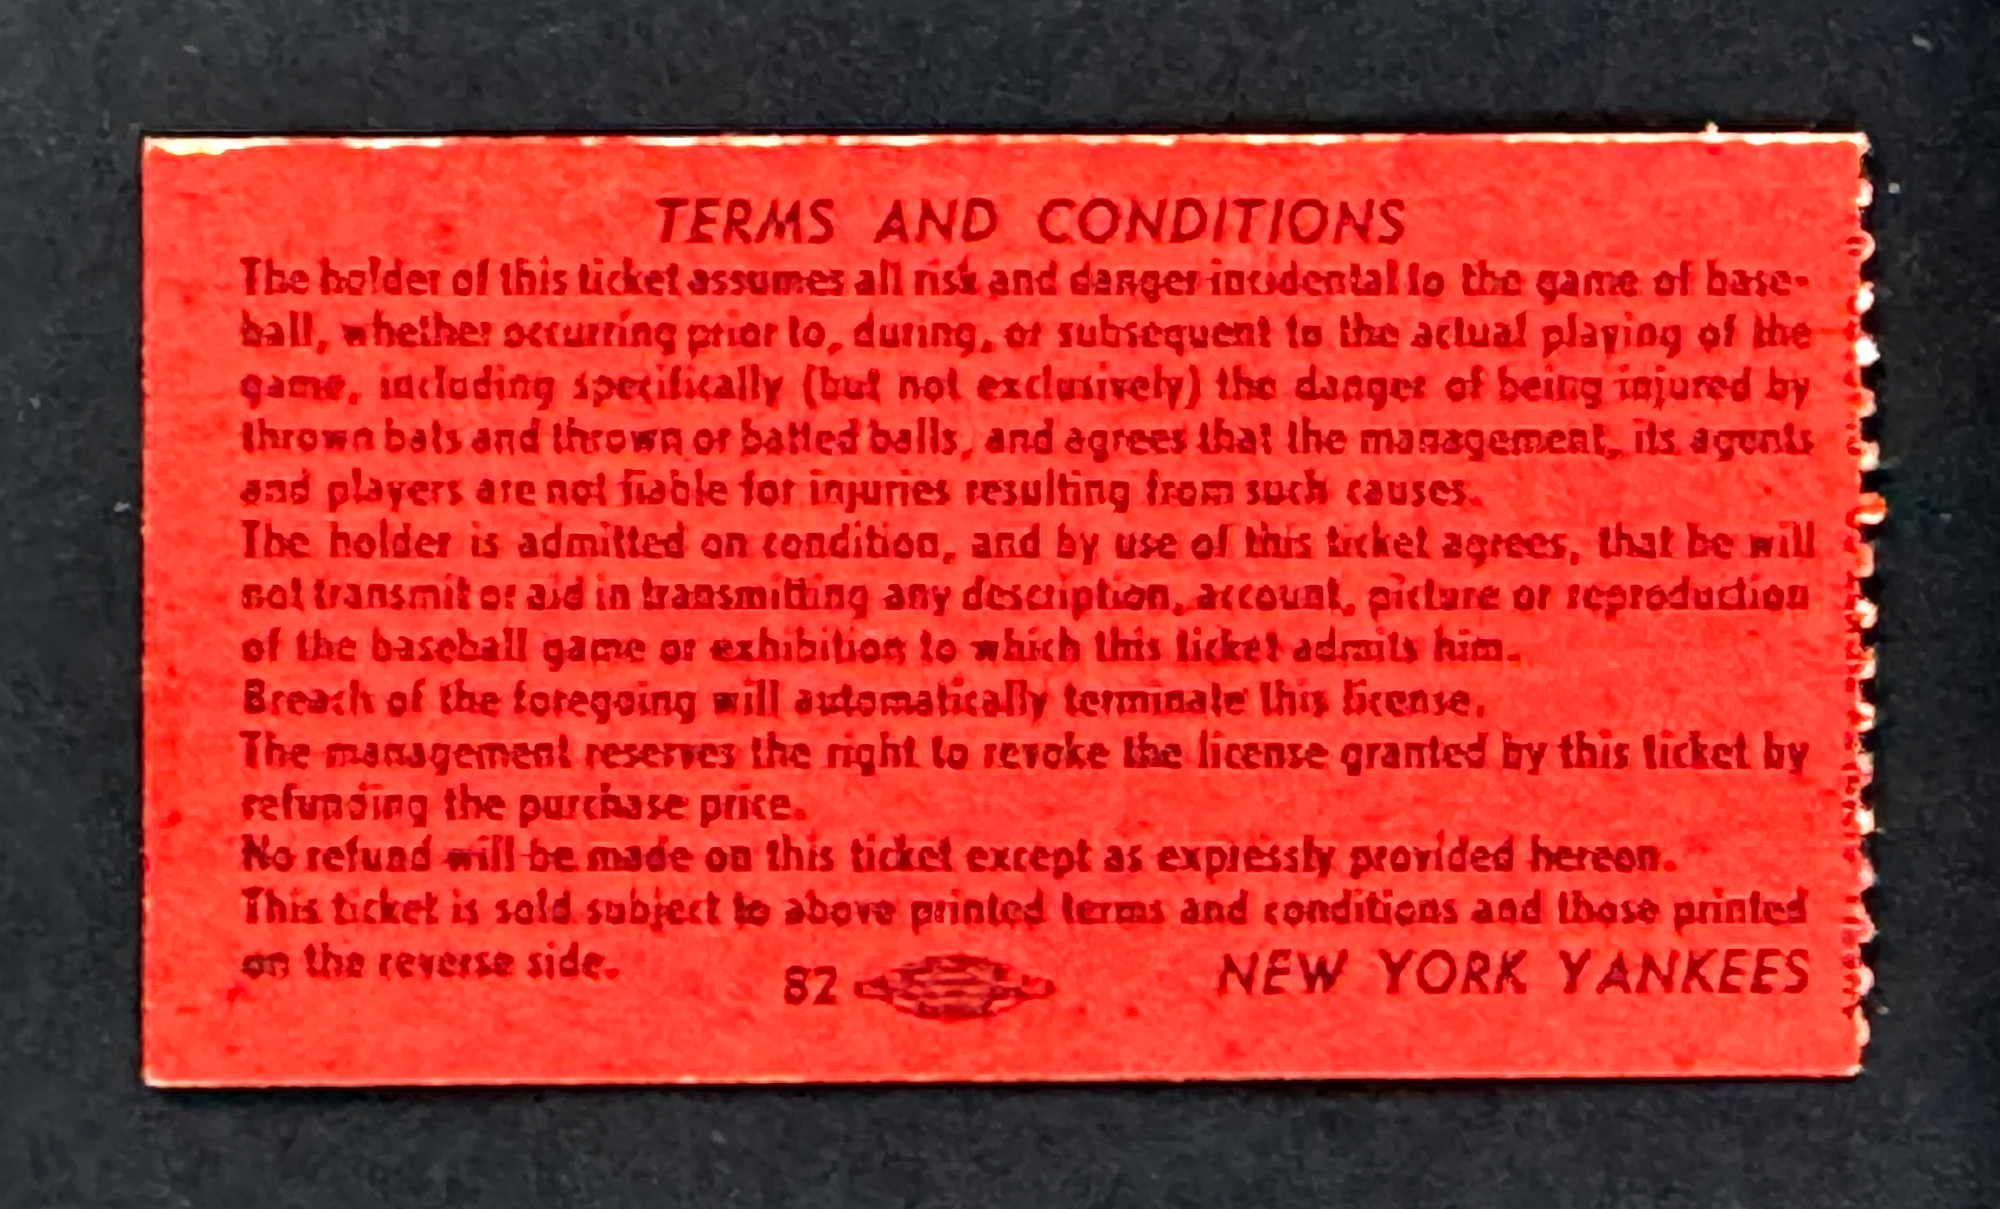 TERMS AND CONDITIONS
The holder of this ticket assumes all risk and danger incidental to the game of base-
ball, whether occurring prior to, during, or subsequent to the actual playing of the
game, including specifically (but not exclusively) the danger of being injured by
thrown bats and thrown or batted balls, and agrees that the management, its agents
and players are not liable for injuries resulting from such causes.
The holder is admitted on condition, and by use of this ticket agrees, that he will
not transmit or aid in transmitting any description, account, picture or reproduction
of the baseball game or exhibition to which this ticket admits him.
Breach of the foregoing will automatically terminate this license.
The management reserves the right to revoke the license granted by this ticket by
refunding the purchase price.
No refund will be made on this ticket except as expressly provided hereon.
This ticket is sold subject to above printed terms and conditions and those printed
on the reverse side.
82
NEW YORK YANKEES